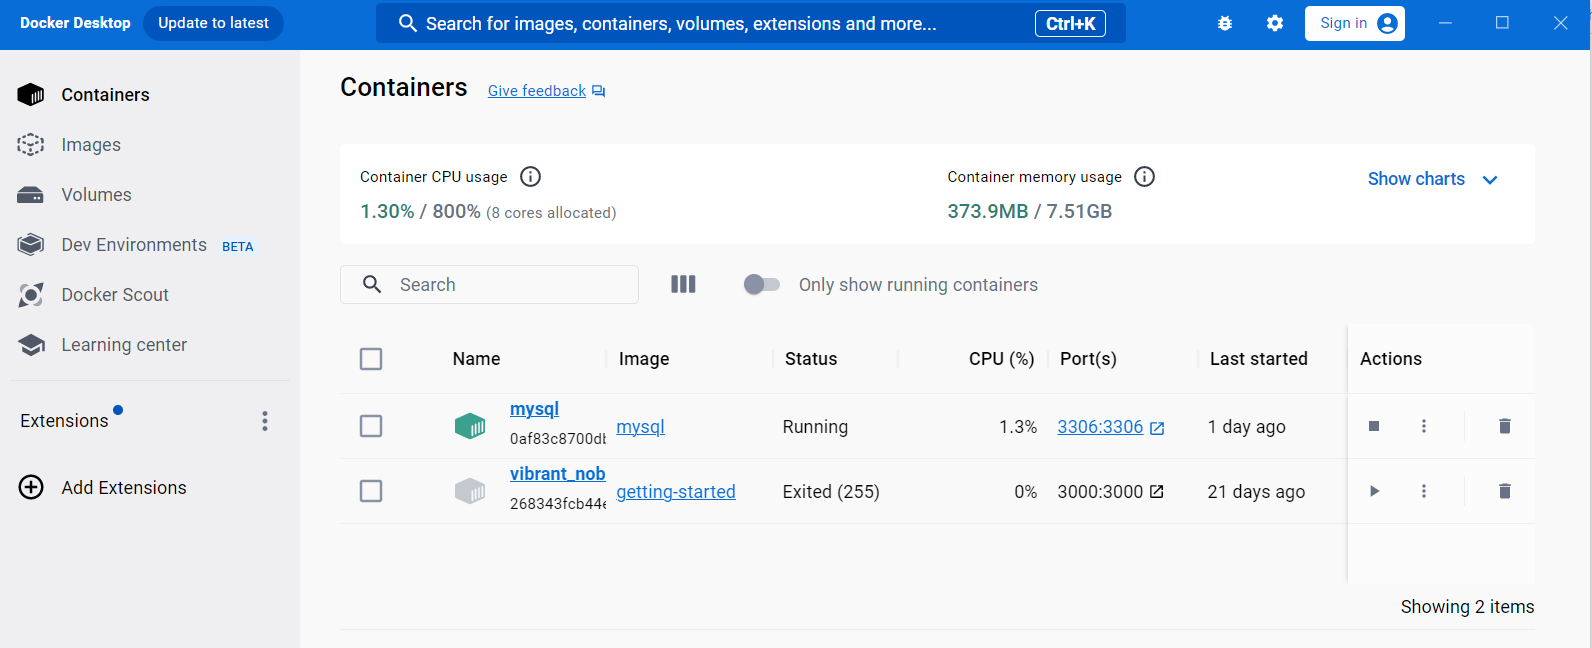 Docker Desktop Update to latest Search for images, containers, volumes, extensions and more... Ctrl+K Sign in
Containers
Images
Volumes
Dev Environments BETA
Docker Scout
Learning center
Extensions
Add Extensions
Containers Give feedback
Container CPU usage
1.30% / 800% (8 cores allocated)
Container memory usage
373.9MB / 7.51GB
Show charts
Search Only show running containers
Name Image Status CPU (%) Port(s) Last started Actions
mysql
0af83c8700db
mysql Running 1.3% 3306:3306 1 day ago
vibrant_nob
268343fcb44e
getting-started Exited (255) 0% 3000:3000 21 days ago
Showing 2 items